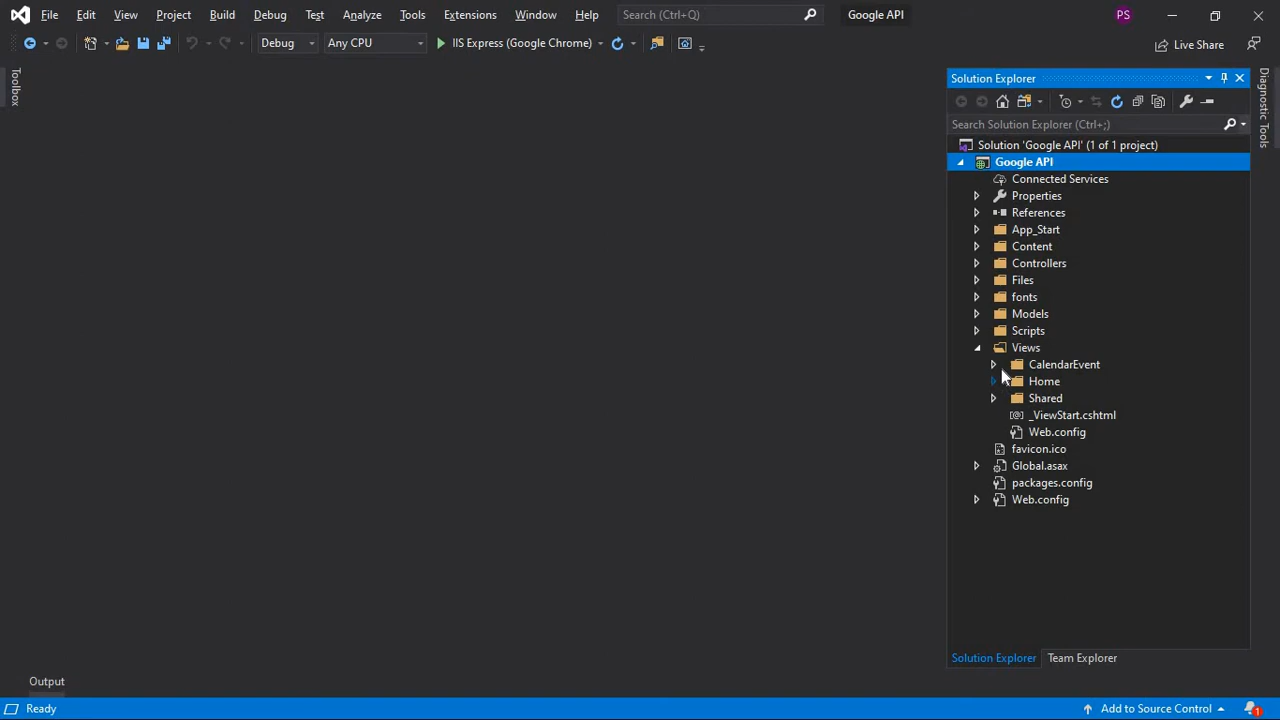 File Edit View Project Build Debug Test Analyze Tools Extensions Window Help Search (Ctrl+Q) Google API PS
Debug Any CPU IIS Express (Google Chrome) Live Share
Toolbox
Solution Explorer
Diagnostic Tools
Search Solution Explorer (Ctrl+;)
Solution 'Google API' (1 of 1 project)
Google API
Connected Services
Properties
References
App_Start
Content
Controllers
Files
fonts
Models
Scripts
Views
CalendarEvent
Home
Shared
_ViewStart.cshtml
Web.config
favicon.ico
Global.asax
packages.config
Web.config
Solution Explorer Team Explorer
Output
Ready Add to Source Control 1